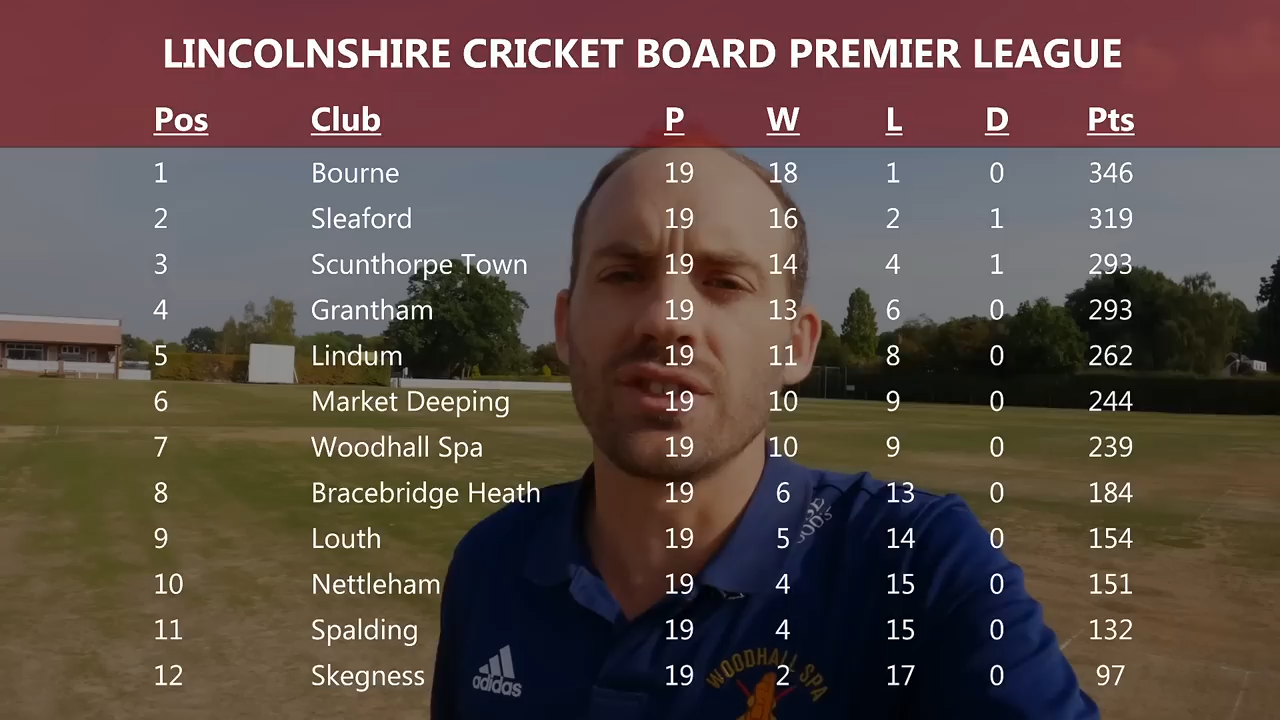 LINCOLNSHIRE CRICKET BOARD PREMIER LEAGUE
Pos Club P W L D Pts
1 Bourne 19 18 1 0 346
2 Sleaford 19 16 2 1 319
3 Scunthorpe Town 19 14 4 1 293
4 Grantham 19 13 6 0 293
5 Lindum 19 11 8 0 262
6 Market Deeping 19 10 9 0 244
7 Woodhall Spa 19 10 9 0 239
8 Bracebridge Heath 19 6 13 0 184
9 Louth 19 5 14 0 154
10 Nettleham 19 4 15 0 151
11 Spalding 19 4 15 0 132
12 Skegness 19 2 17 0 97
adidas
WOODHALL SPA